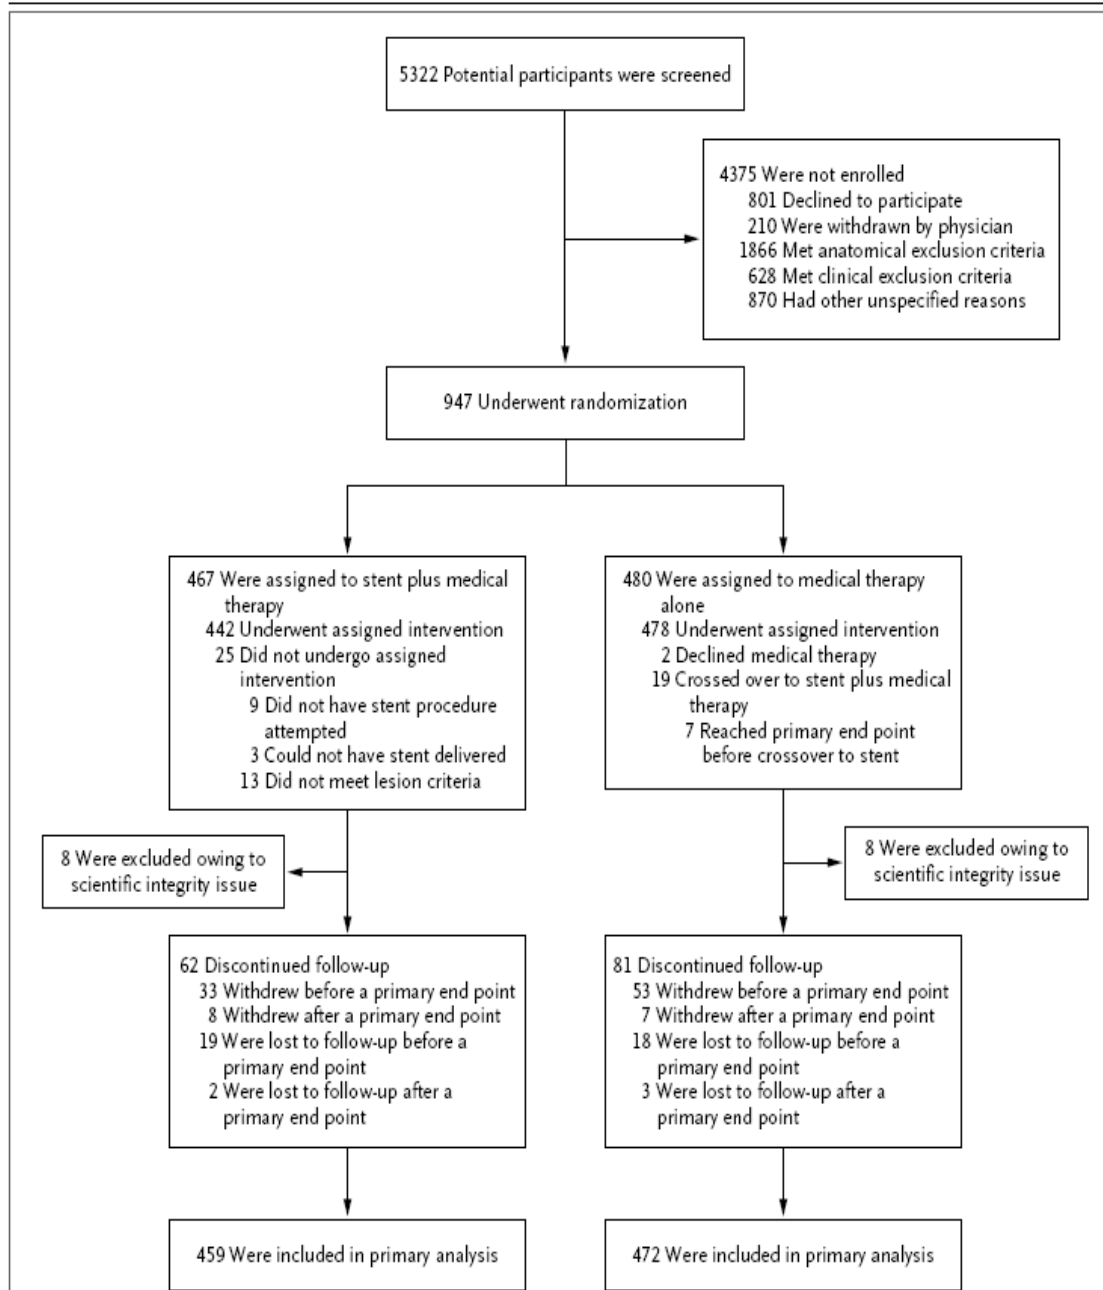 5322 Potential participants were screened
4375 Were not enrolled
801 Declined to participate
210 Were withdrawn by physician
1866 Met anatomical exclusion criteria
628 Met clinical exclusion criteria
870 Had other unspecified reasons
947 Underwent randomization
467 Were assigned to stent plus medical
therapy
442 Underwent assigned intervention
25 Did not undergo assigned
intervention
9 Did not have stent procedure
attempted
3 Could not have stent delivered
13 Did not meet lesion criteria
480 Were assigned to medical therapy
alone
478 Underwent assigned intervention
2 Declined medical therapy
19 Crossed over to stent plus medical
therapy
7 Reached primary end point
before crossover to stent
8 Were excluded owing to
scientific integrity issue
8 Were excluded owing to
scientific integrity issue
62 Discontinued follow-up
33 Withdrew before a primary end point
8 Withdrew after a primary end point
19 Were lost to follow-up before a
primary end point
2 Were lost to follow-up after a
primary end point
81 Discontinued follow-up
53 Withdrew before a primary end point
7 Withdrew after a primary end point
18 Were lost to follow-up before a
primary end point
3 Were lost to follow-up after a
primary end point
459 Were included in primary analysis
472 Were included in primary analysis